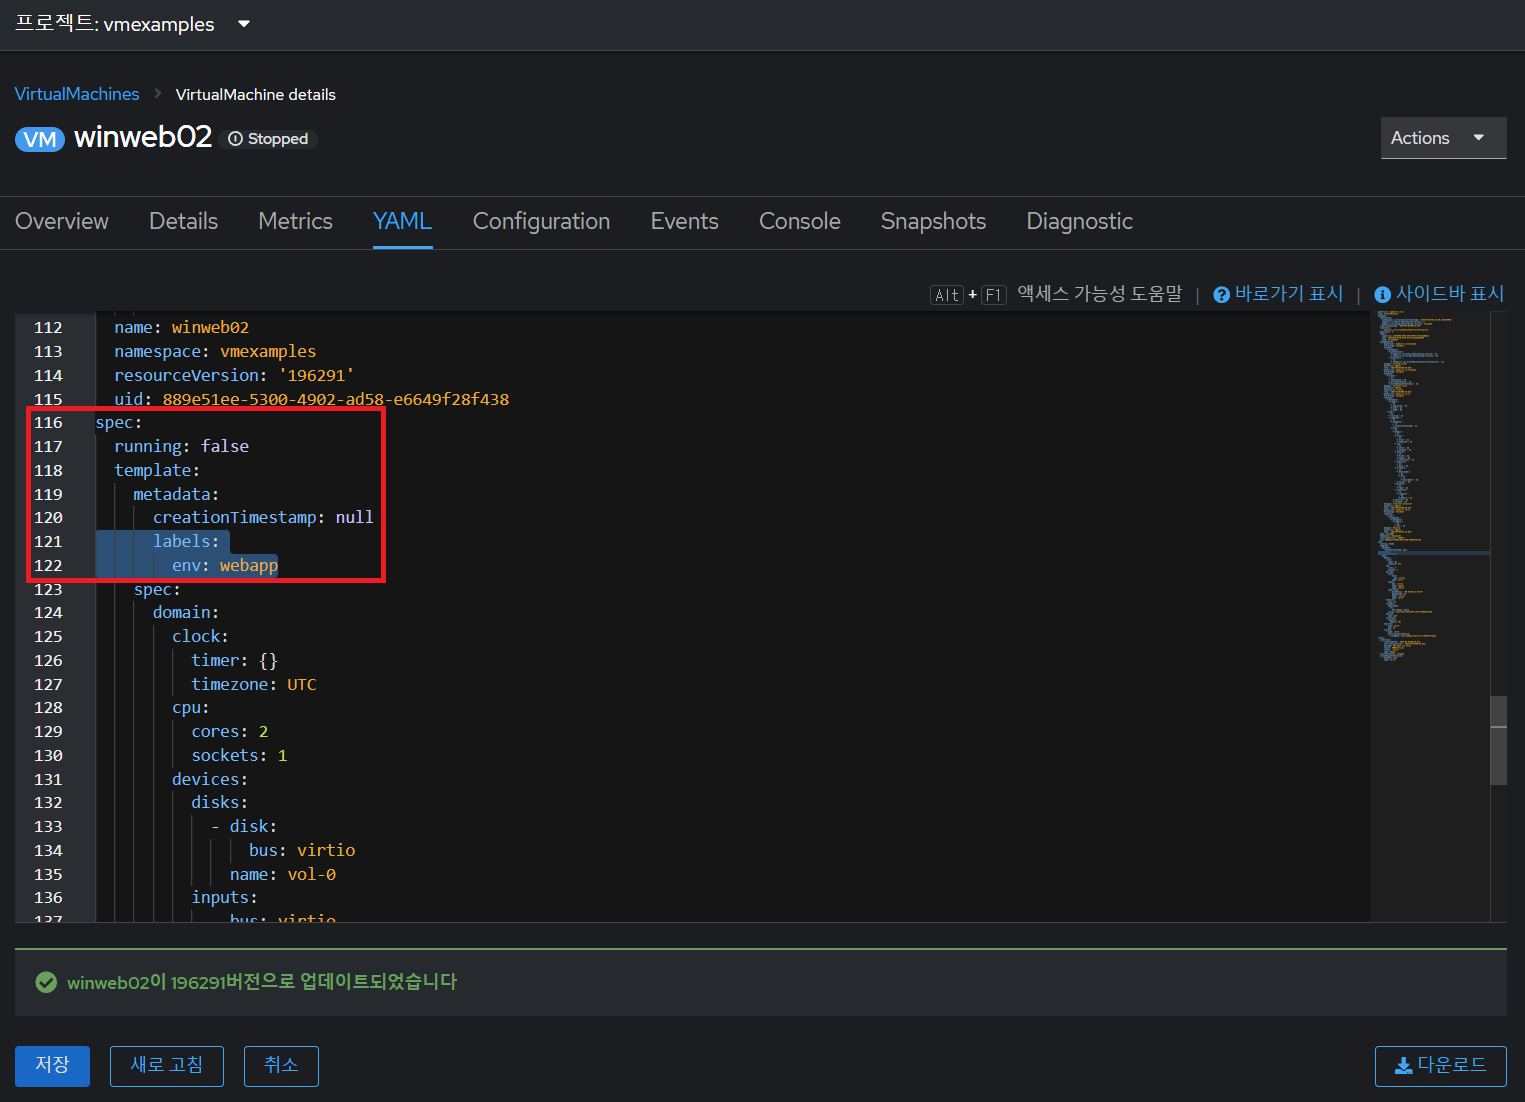 프로젝트: vmexamples
VirtualMachines > VirtualMachine details
VM winweb02 Stopped
Actions
Overview Details Metrics YAML Configuration Events Console Snapshots Diagnostic
Alt + F1 액세스 가능성 도움말 | 바로가기 표시 | 사이드바 표시
112 name: winweb02
113 namespace: vmexamples
114 resourceVersion: '196291'
115 uid: 889e51ee-5300-4902-ad58-e6649f28f438
116 spec:
117 running: false
118 template:
119 metadata:
120 creationTimestamp: null
121 labels:
122 env: webapp
123 spec:
124 domain:
125 clock:
126 timer: {}
127 timezone: UTC
128 cpu:
129 cores: 2
130 sockets: 1
131 devices:
132 disks:
133 - disk:
134 bus: virtio
135 name: vol-0
136 inputs:
137 bus: virtio
winweb02이 196291버전으로 업데이트되었습니다
저장 새로 고침 취소 다운로드